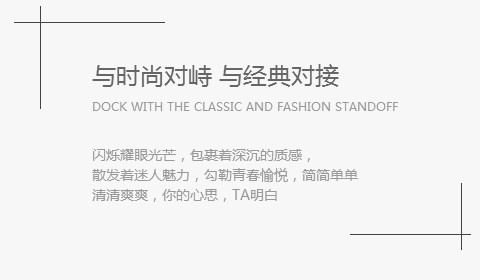 与时尚对峙 与经典对接
DOCK WITH THE CLASSIC AND FASHION STANDOFF
闪烁耀眼光芒，包裹着深沉的质感，
散发着迷人魅力，勾勒青春愉悦，简简单单
清清爽爽，你的心思，TA明白